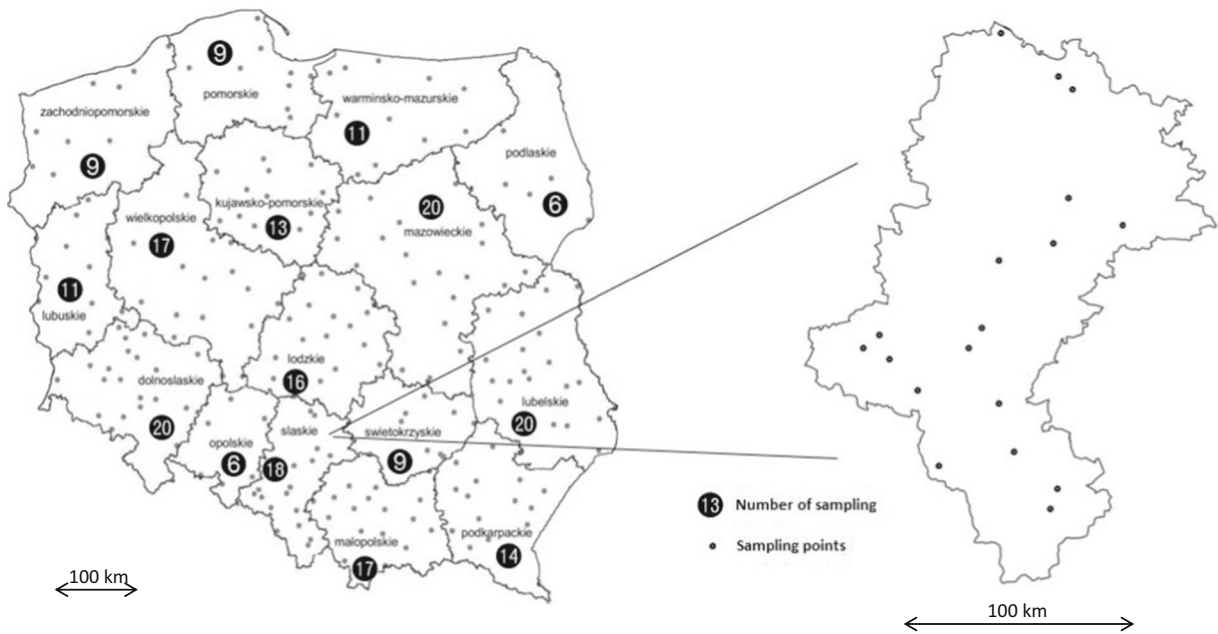 9
pomorskie
zachodniopomorskie
9
warminsko-mazurskie
11
podlaskie
6
kujawsko-pomorskie
13
wielkopolskie
17
20
mazowieckie
11
lubuskie
lodzkie
16
dolnoslaskie
20
opolskie
6
slaskie
18
swietokrzyskie
9
lubelskie
20
malopolskie
17
podkarpackie
14
100 km
13 Number of sampling
Sampling points
100 km